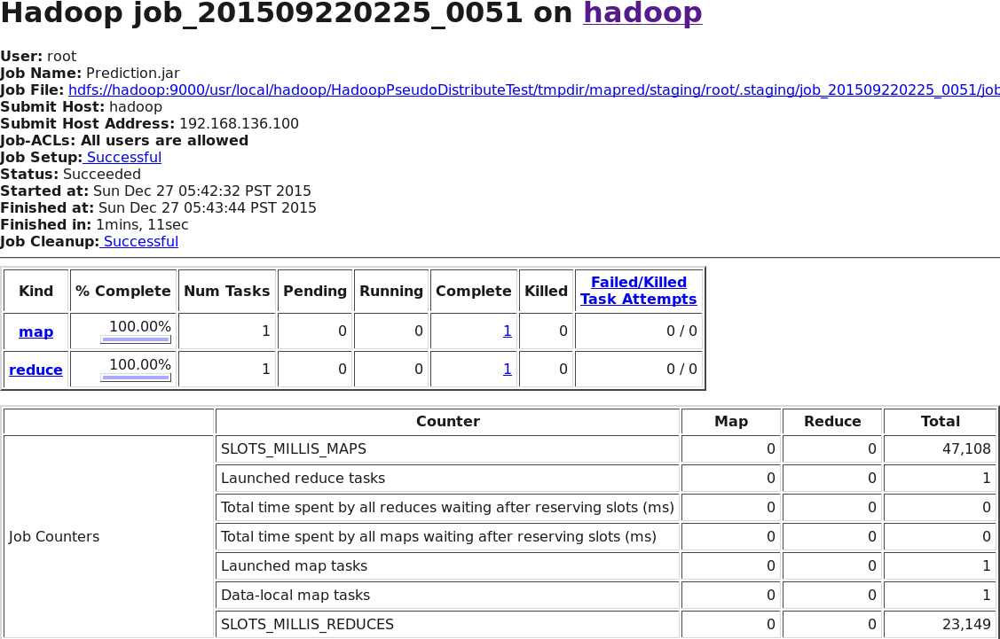 Hadoop job_201509220225_0051 on hadoop
User: root
Job Name: Prediction.jar
Job File: hdfs://hadoop:9000/usr/local/hadoop/HadoopPseudoDistributeTest/tmpdir/mapred/staging/root/.staging/job_201509220225_0051/job
Submit Host: hadoop
Submit Host Address: 192.168.136.100
Job-ACLs: All users are allowed
Job Setup: Successful
Status: Succeeded
Started at: Sun Dec 27 05:42:32 PST 2015
Finished at: Sun Dec 27 05:43:44 PST 2015
Finished in: 1mins, 11sec
Job Cleanup: Successful
Kind % Complete Num Tasks Pending Running Complete Killed Failed/Killed
Task Attempts
map 100.00% 1 0 0 1 0 0 / 0
reduce 100.00% 1 0 0 1 0 0 / 0
Counter Map Reduce Total
SLOTS_MILLIS_MAPS 0 0 47,108
Launched reduce tasks 0 0 1
Total time spent by all reduces waiting after reserving slots (ms) 0 0 0
Job Counters Total time spent by all maps waiting after reserving slots (ms) 0 0 0
Launched map tasks 0 0 1
Data-local map tasks 0 0 1
SLOTS_MILLIS_REDUCES 0 0 23,149